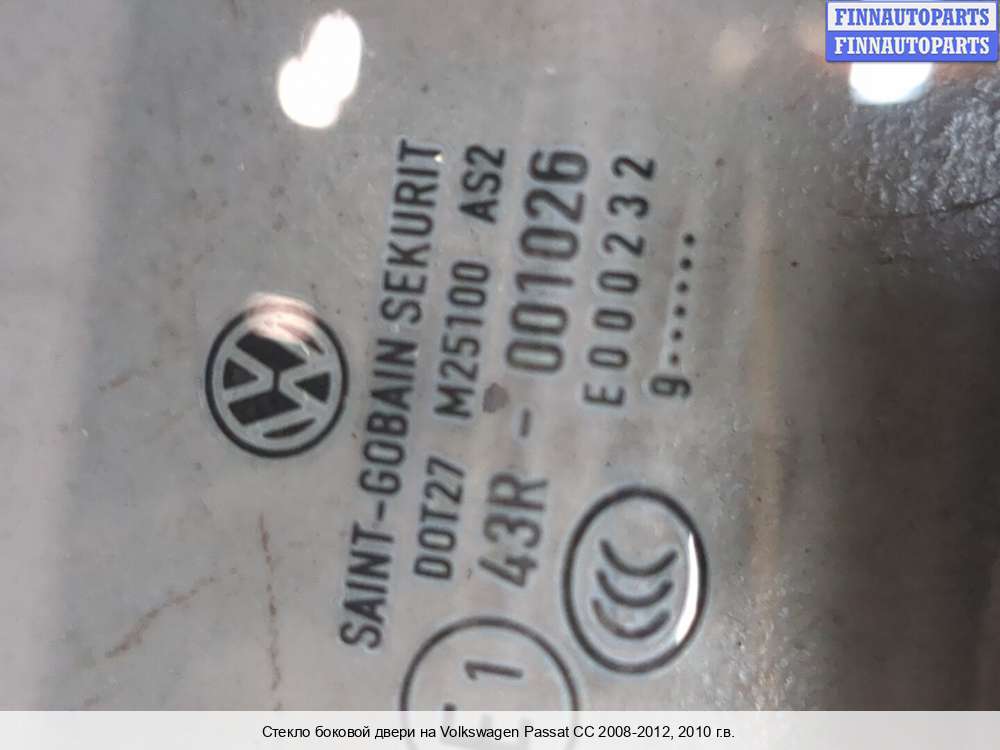 FINNAUTOPARTS
FINNAUTOPARTS
SAINT-GOBAIN SEKURIT
DOT27 M25100 AS2
E 1
43R - 001026
E000232
CCC
9······
Стекло боковой двери на Volkswagen Passat CC 2008-2012, 2010 г.в.